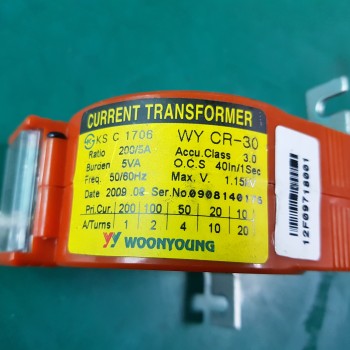 CURRENT TRANSFORMER
KS C 1706 WY CR-30
Ratio 200/5A Accu.Class 3.0
Burden 5VA O.C.S 40In/1Sec
Freq. 50/60Hz Max. V. 1.15kV
Date 2009.08 Ser.No.0908140175
Pri.Cur. 200 100 50 20 10
A/Turns 1 2 4 10 20
WOONYOUNG
12F09719001